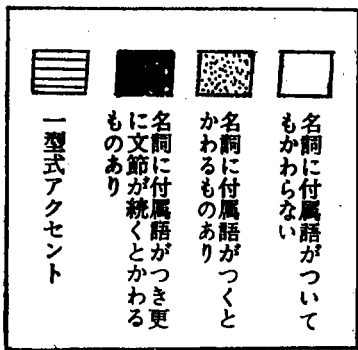 名詞に付属語がついて
もかわらない
名詞に付属語がつくと
かわるものあり
名詞に付属語がつき更
に文節が続くとかわる
ものあり
一型式アクセント